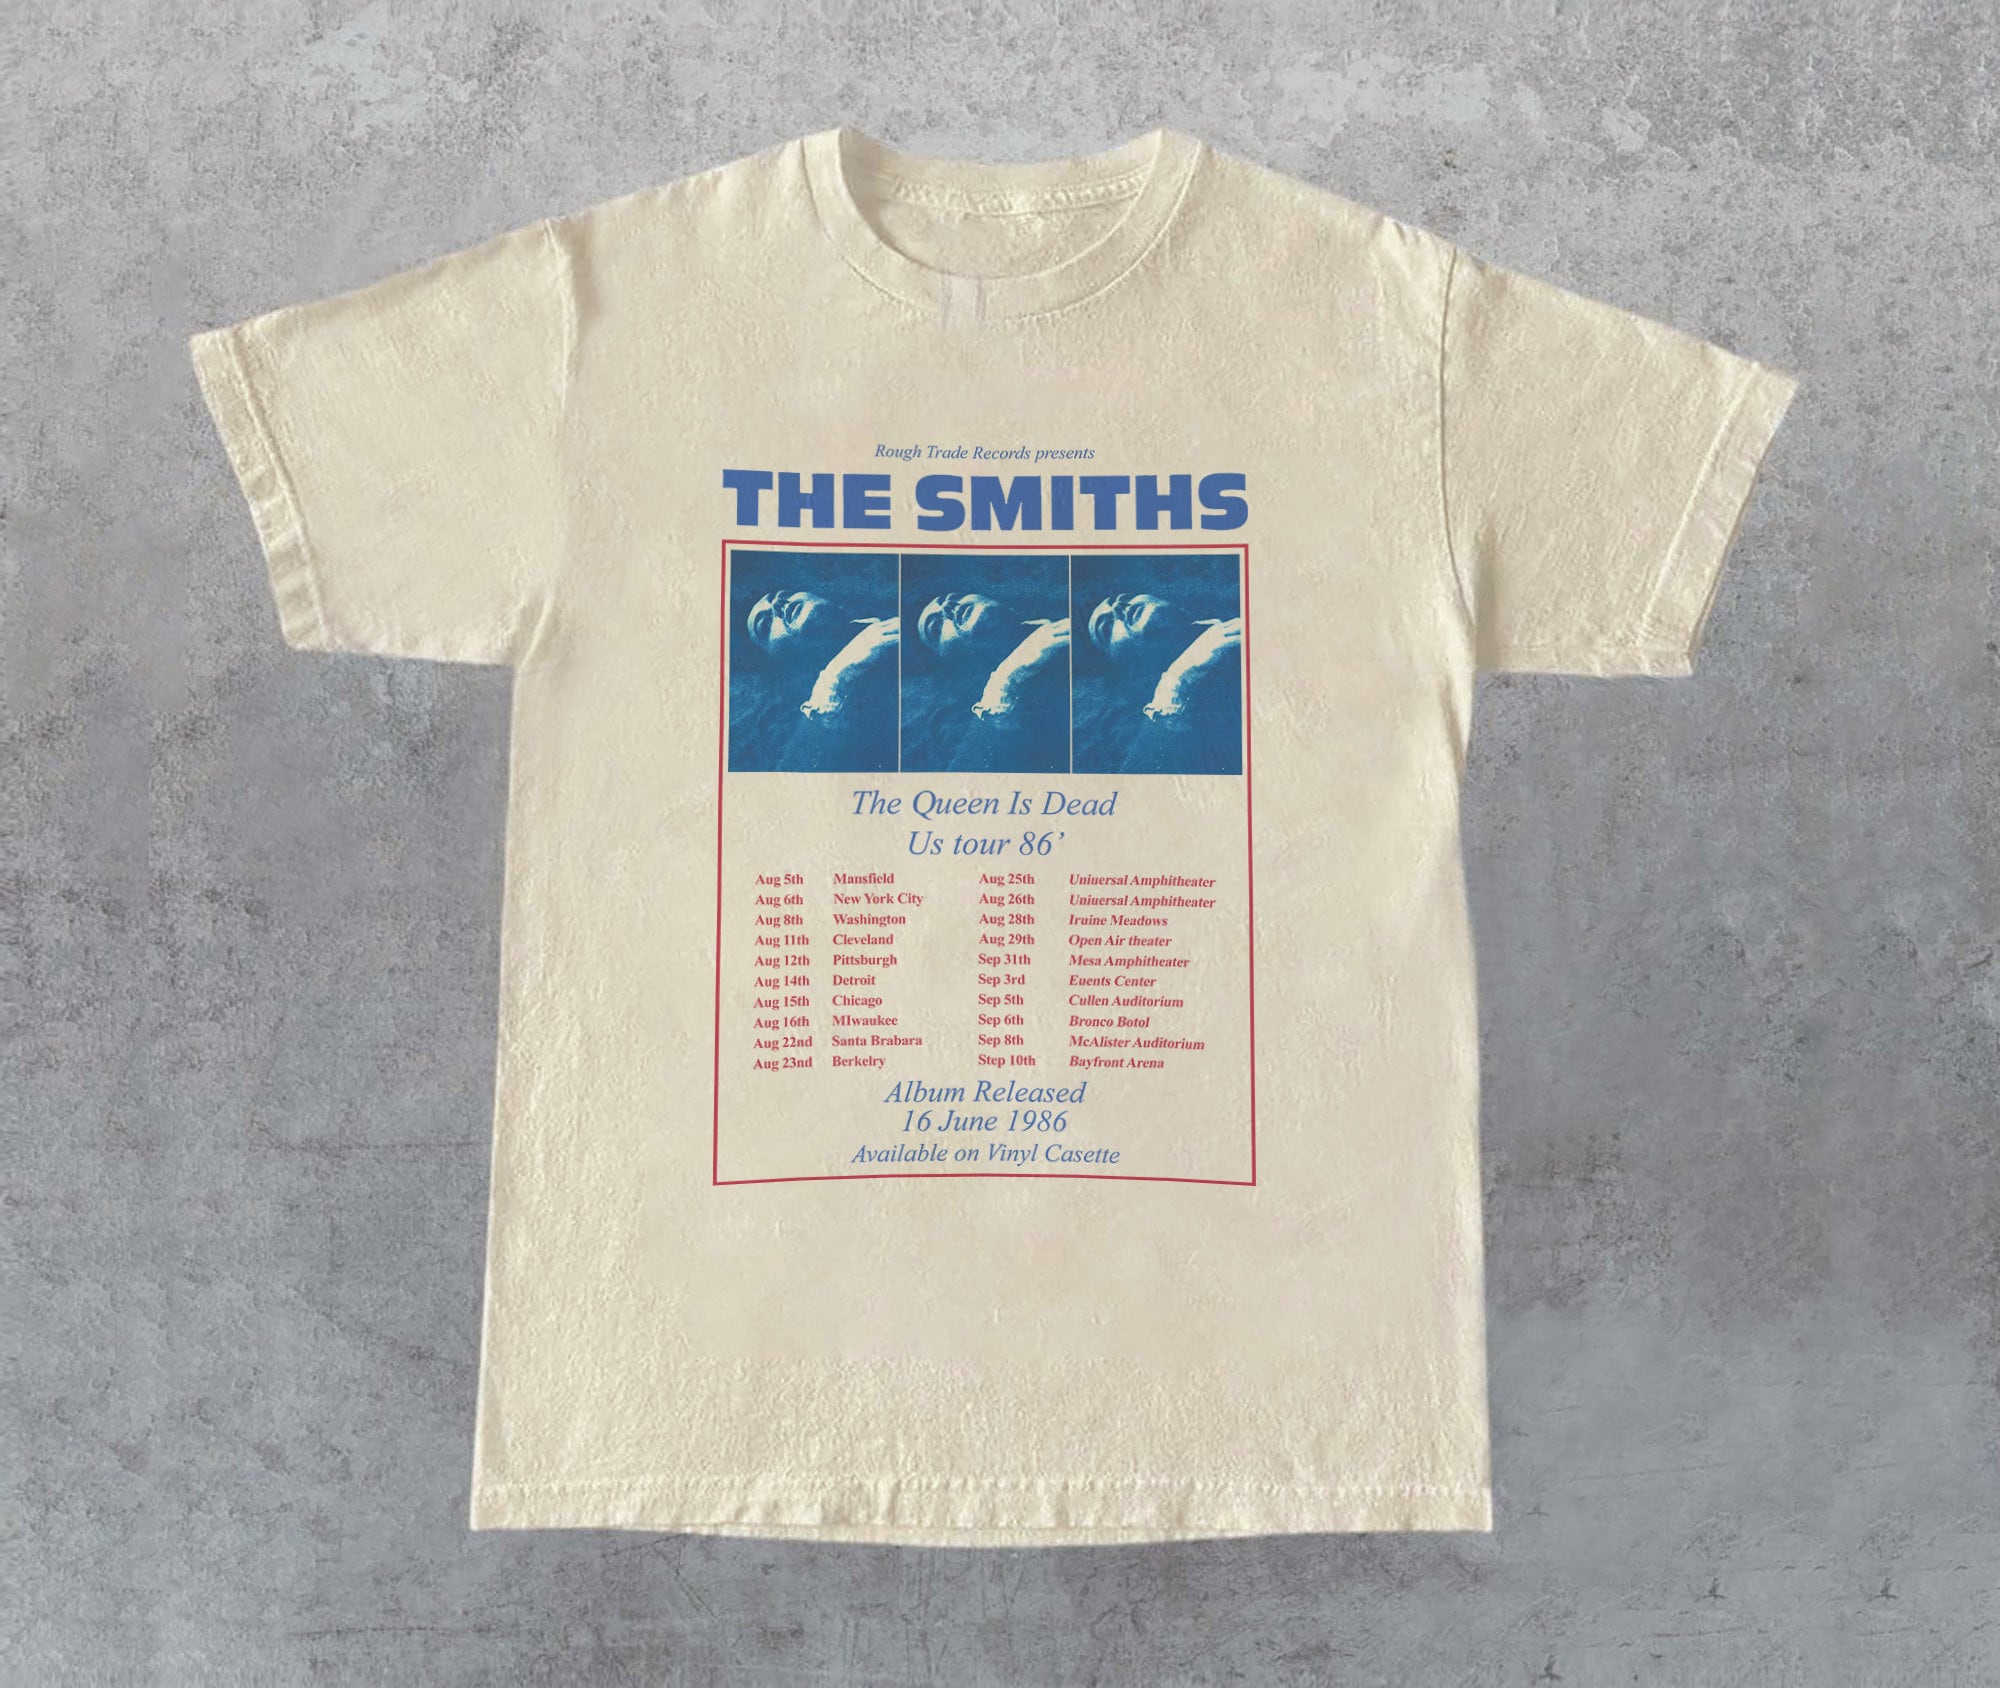 Rough Trade Records presents
THE SMITHS
The Queen Is Dead
Us tour 86’
Aug 5th Mansfield Aug 25th Uniuersal Amphitheater
Aug 6th New York City Aug 26th Uniuersal Amphitheater
Aug 8th Washington Aug 28th Iruine Meadows
Aug 11th Cleveland Aug 29th Open Air theater
Aug 12th Pittsburgh Sep 31th Mesa Amphitheater
Aug 14th Detroit Sep 3rd Euents Center
Aug 15th Chicago Sep 5th Cullen Auditorium
Aug 16th MIwaukee Sep 6th Bronco Botol
Aug 22nd Santa Brabara Sep 8th McAlister Auditorium
Aug 23nd Berkelry Step 10th Bayfront Arena
Album Released
16 June 1986
Available on Vinyl Casette